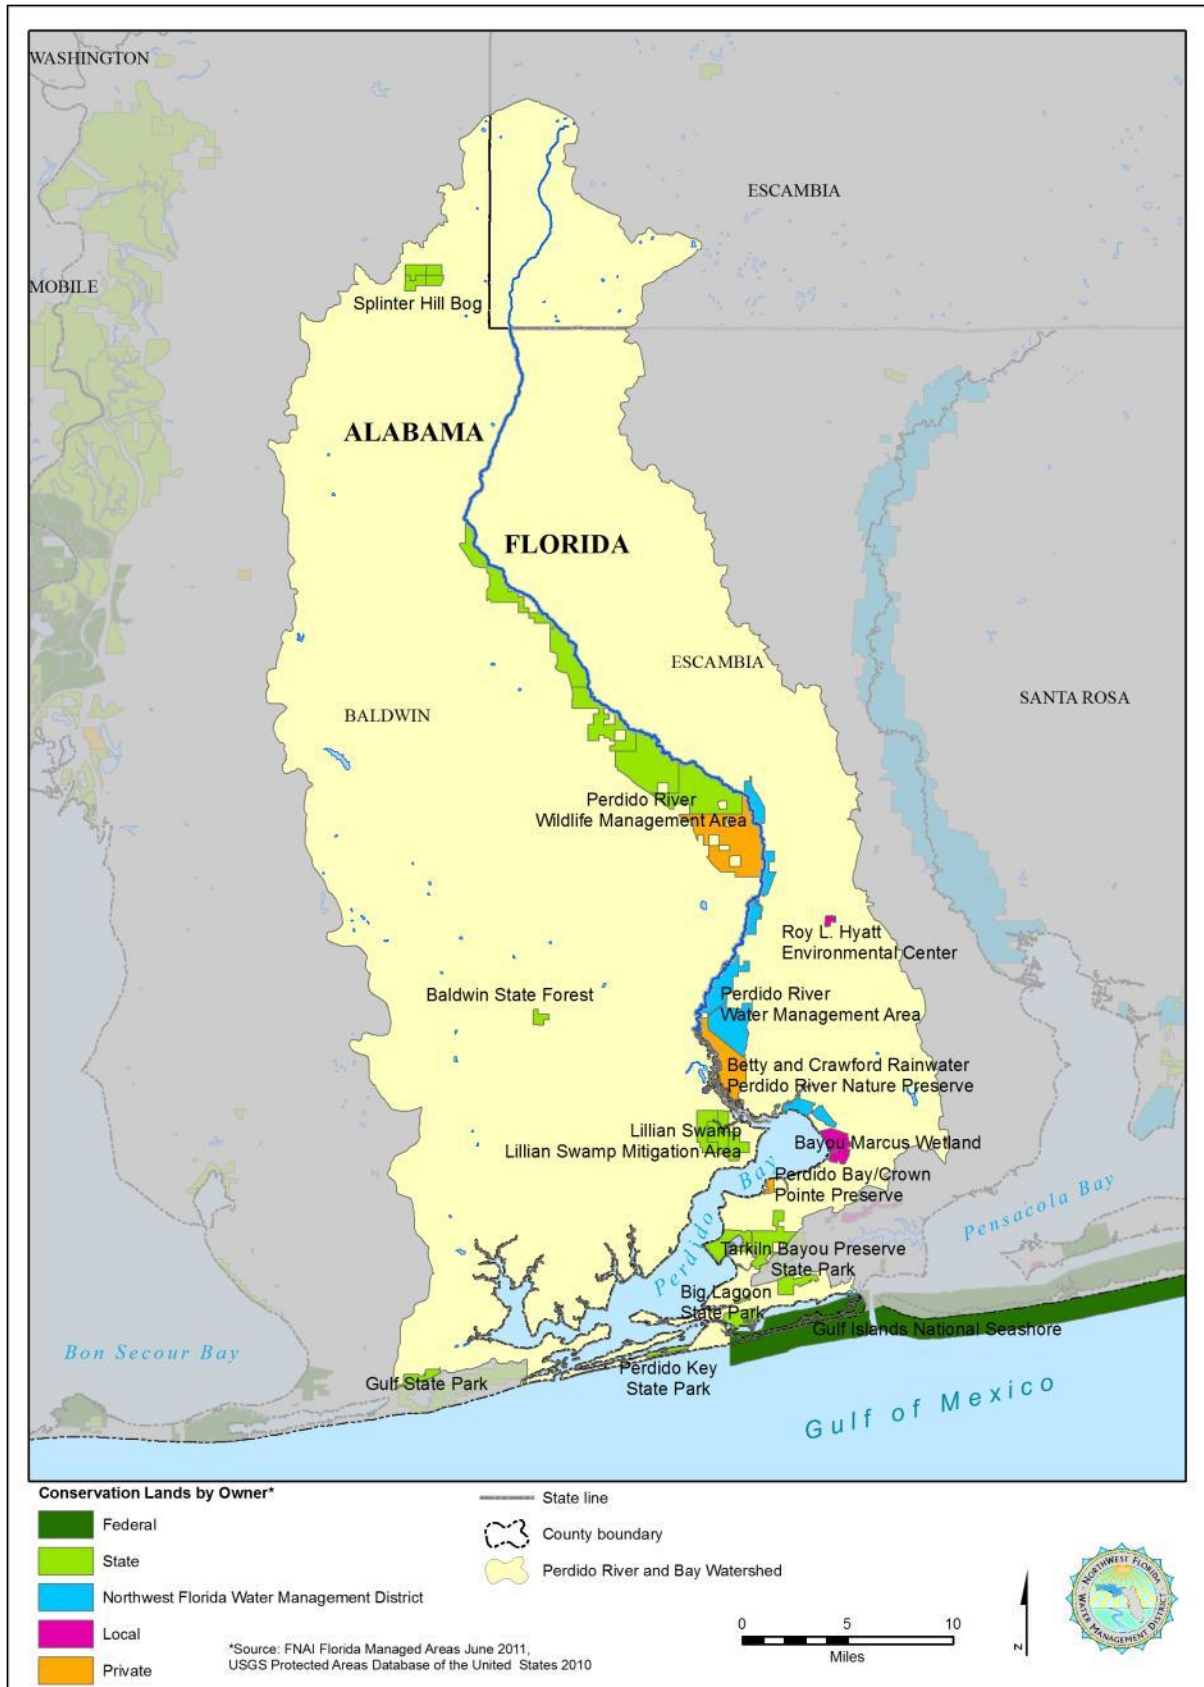 WASHINGTON
ESCAMBIA
MOBILE
Splinter Hill Bog
ALABAMA
FLORIDA
ESCAMBIA
SANTA ROSA
BALDWIN
Perdido River
Wildlife Management Area
Roy L. Hyatt
Environmental Center
Baldwin State Forest
Perdido River
Water Management Area
Betty and Crawford Rainwater
Perdido River Nature Preserve
Lillian Swamp
Lillian Swamp Mitigation Area
Bayou Marcus Wetland
Perdido Bay/Crown
Pointe Preserve
Perdido Bay
Pensacola Bay
Tarkiln Bayou Preserve
State Park
Big Lagoon
State Park
Gulf Islands National Seashore
Bon Secour Bay
Gulf State Park
Perdido Key
State Park
Gulf of Mexico
Conservation Lands by Owner*
Federal
State
Northwest Florida Water Management District
Local
Private
State line
County boundary
Perdido River and Bay Watershed
*Source: FNAI Florida Managed Areas June 2011,
USGS Protected Areas Database of the United States 2010
0 5 10
Miles
N
NORTHWEST FLORIDA
WATER MANAGEMENT DISTRICT